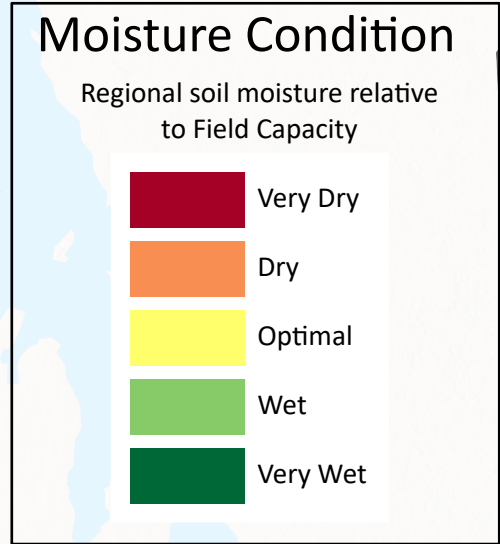 Moisture Condition
Regional soil moisture relative
to Field Capacity
Very Dry
Dry
Optimal
Wet
Very Wet